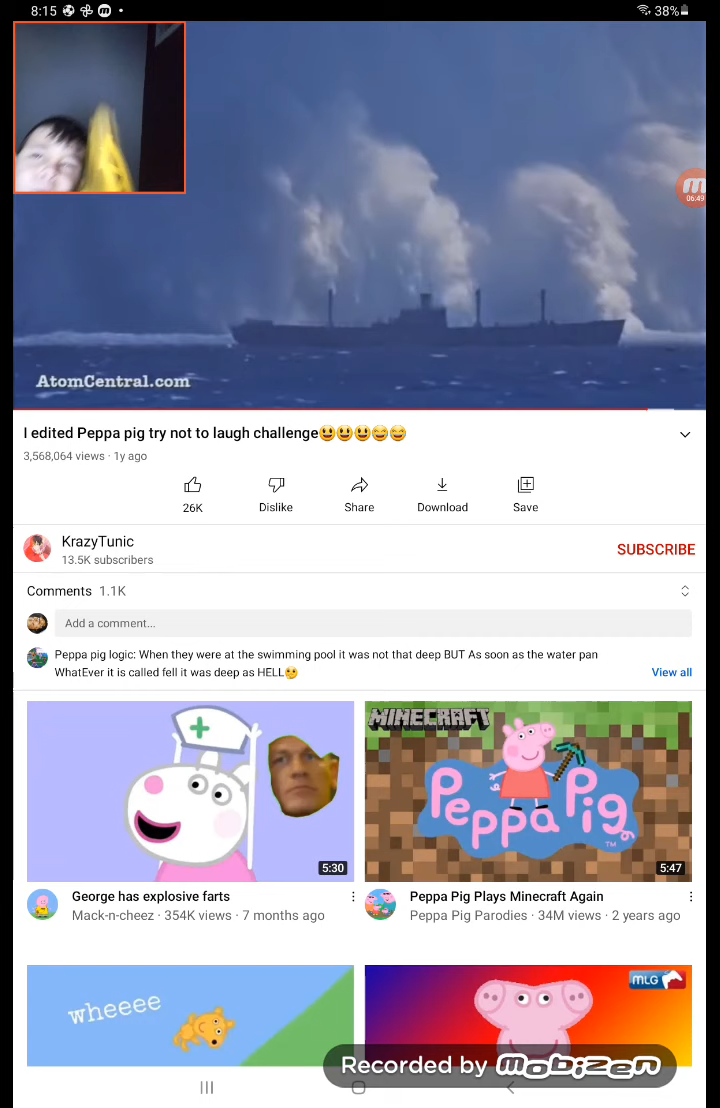 8:15
38%
06:49
AtomCentral.com
I edited Peppa pig try not to laugh challenge😃😃😃😄😄
3,568,064 views · 1y ago
26K Dislike Share Download Save
KrazyTunic
13.5K subscribers
SUBSCRIBE
Comments 1.1K
Add a comment...
Peppa pig logic: When they were at the swimming pool it was not that deep BUT As soon as the water pan
WhatEver it is called fell it was deep as HELL🤔
View all
5:30
MINECRAFT
Peppa Pig
TM
5:47
George has explosive farts
Mack-n-cheez · 354K views · 7 months ago
Peppa Pig Plays Minecraft Again
Peppa Pig Parodies · 34M views · 2 years ago
wheeee
MLG
Recorded by mobizen